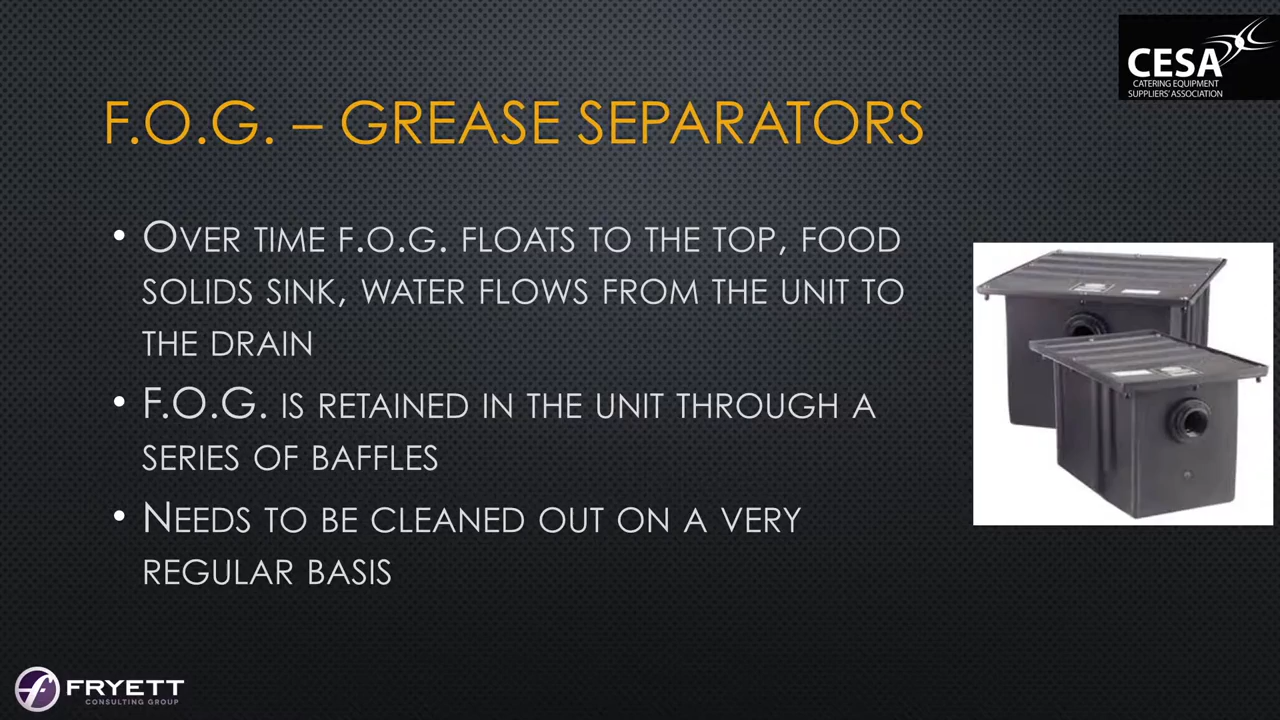 CESA
CATERING EQUIPMENT
SUPPLIERS' ASSOCIATION
F.O.G. – GREASE SEPARATORS
• OVER TIME F.O.G. FLOATS TO THE TOP, FOOD
SOLIDS SINK, WATER FLOWS FROM THE UNIT TO
THE DRAIN
• F.O.G. IS RETAINED IN THE UNIT THROUGH A
SERIES OF BAFFLES
• NEEDS TO BE CLEANED OUT ON A VERY
REGULAR BASIS
FRYETT
CONSULTING GROUP